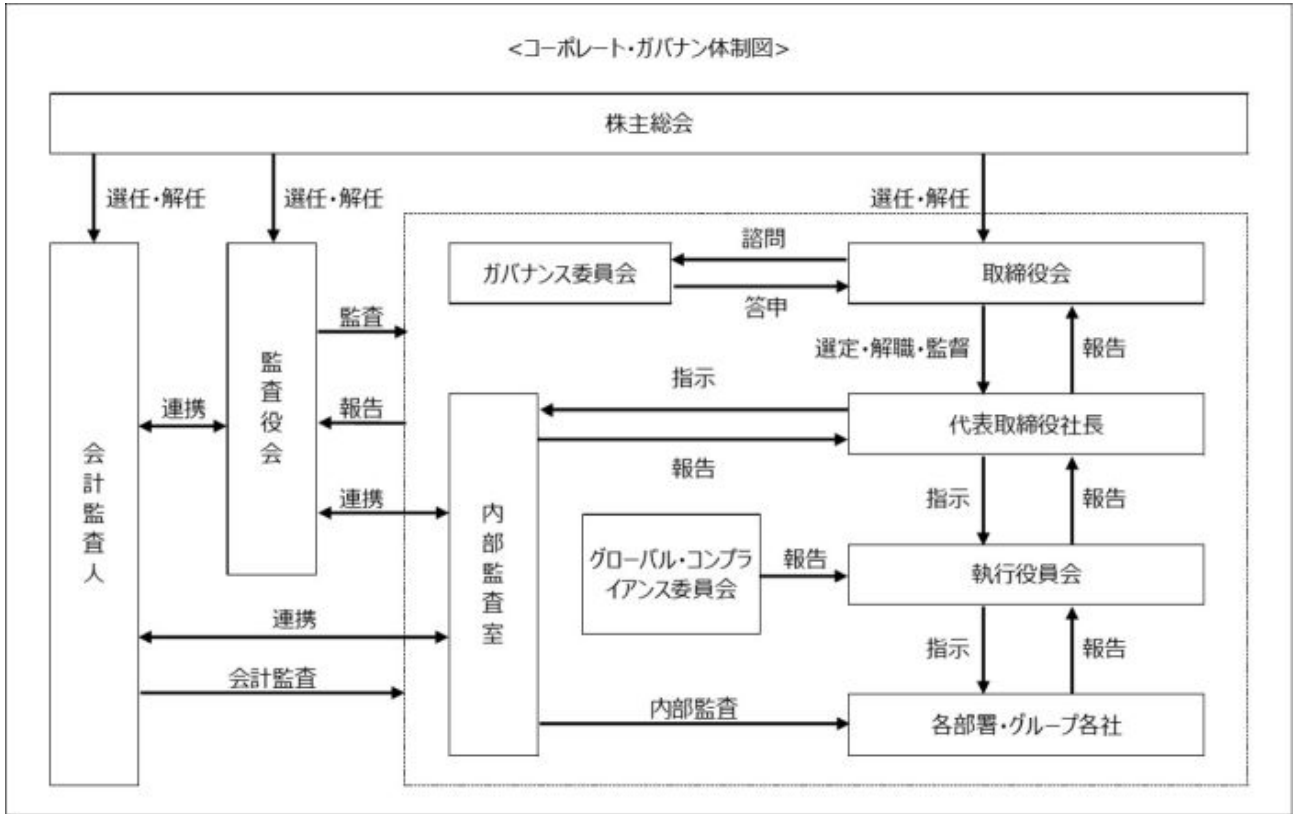 <コーポレート・ガバナン体制図>
株主総会
選任・解任
選任・解任
選任・解任
ガバナンス委員会
諮問
答申
取締役会
監査
選定・解職・監督
報告
監査役会
連携
報告
指示
報告
代表取締役社長
会計監査人
連携
内部監査室
指示
報告
グローバル・コンプラ
イアンス委員会
報告
執行役員会
連携
指示
報告
会計監査
内部監査
各部署・グループ各社